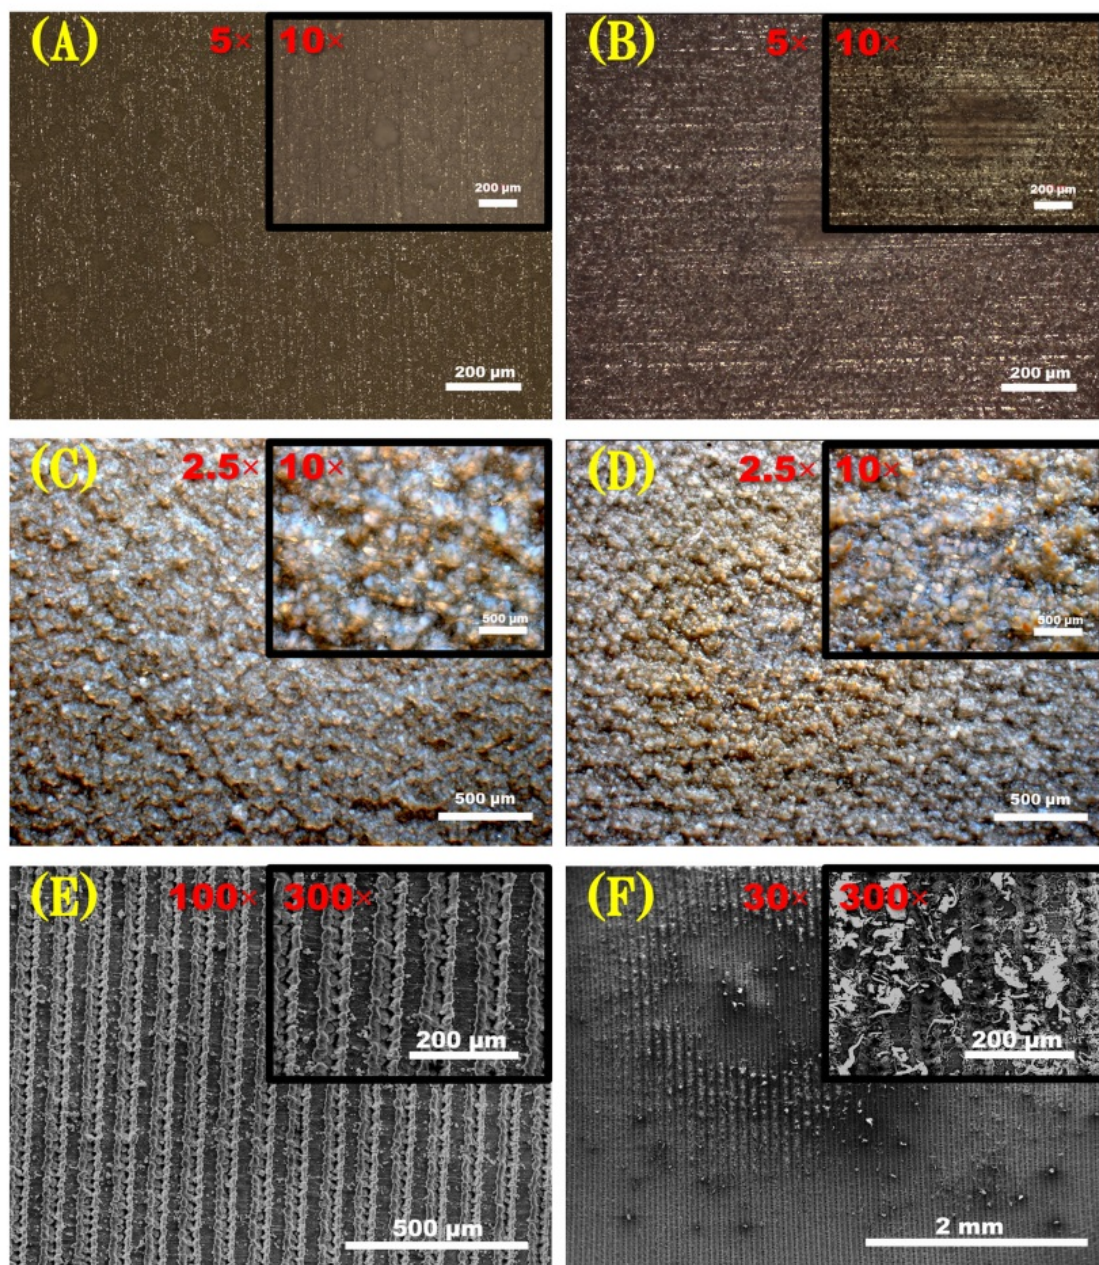 (A) 5× 10×
200 µm
200 µm
(B) 5× 10×
200 µm
200 µm
(C) 2.5× 10×
500 µm
500 µm
(D) 2.5× 10×
500 µm
500 µm
(E) 100× 300×
200 µm
500 µm
(F) 30× 300×
200 µm
2 mm